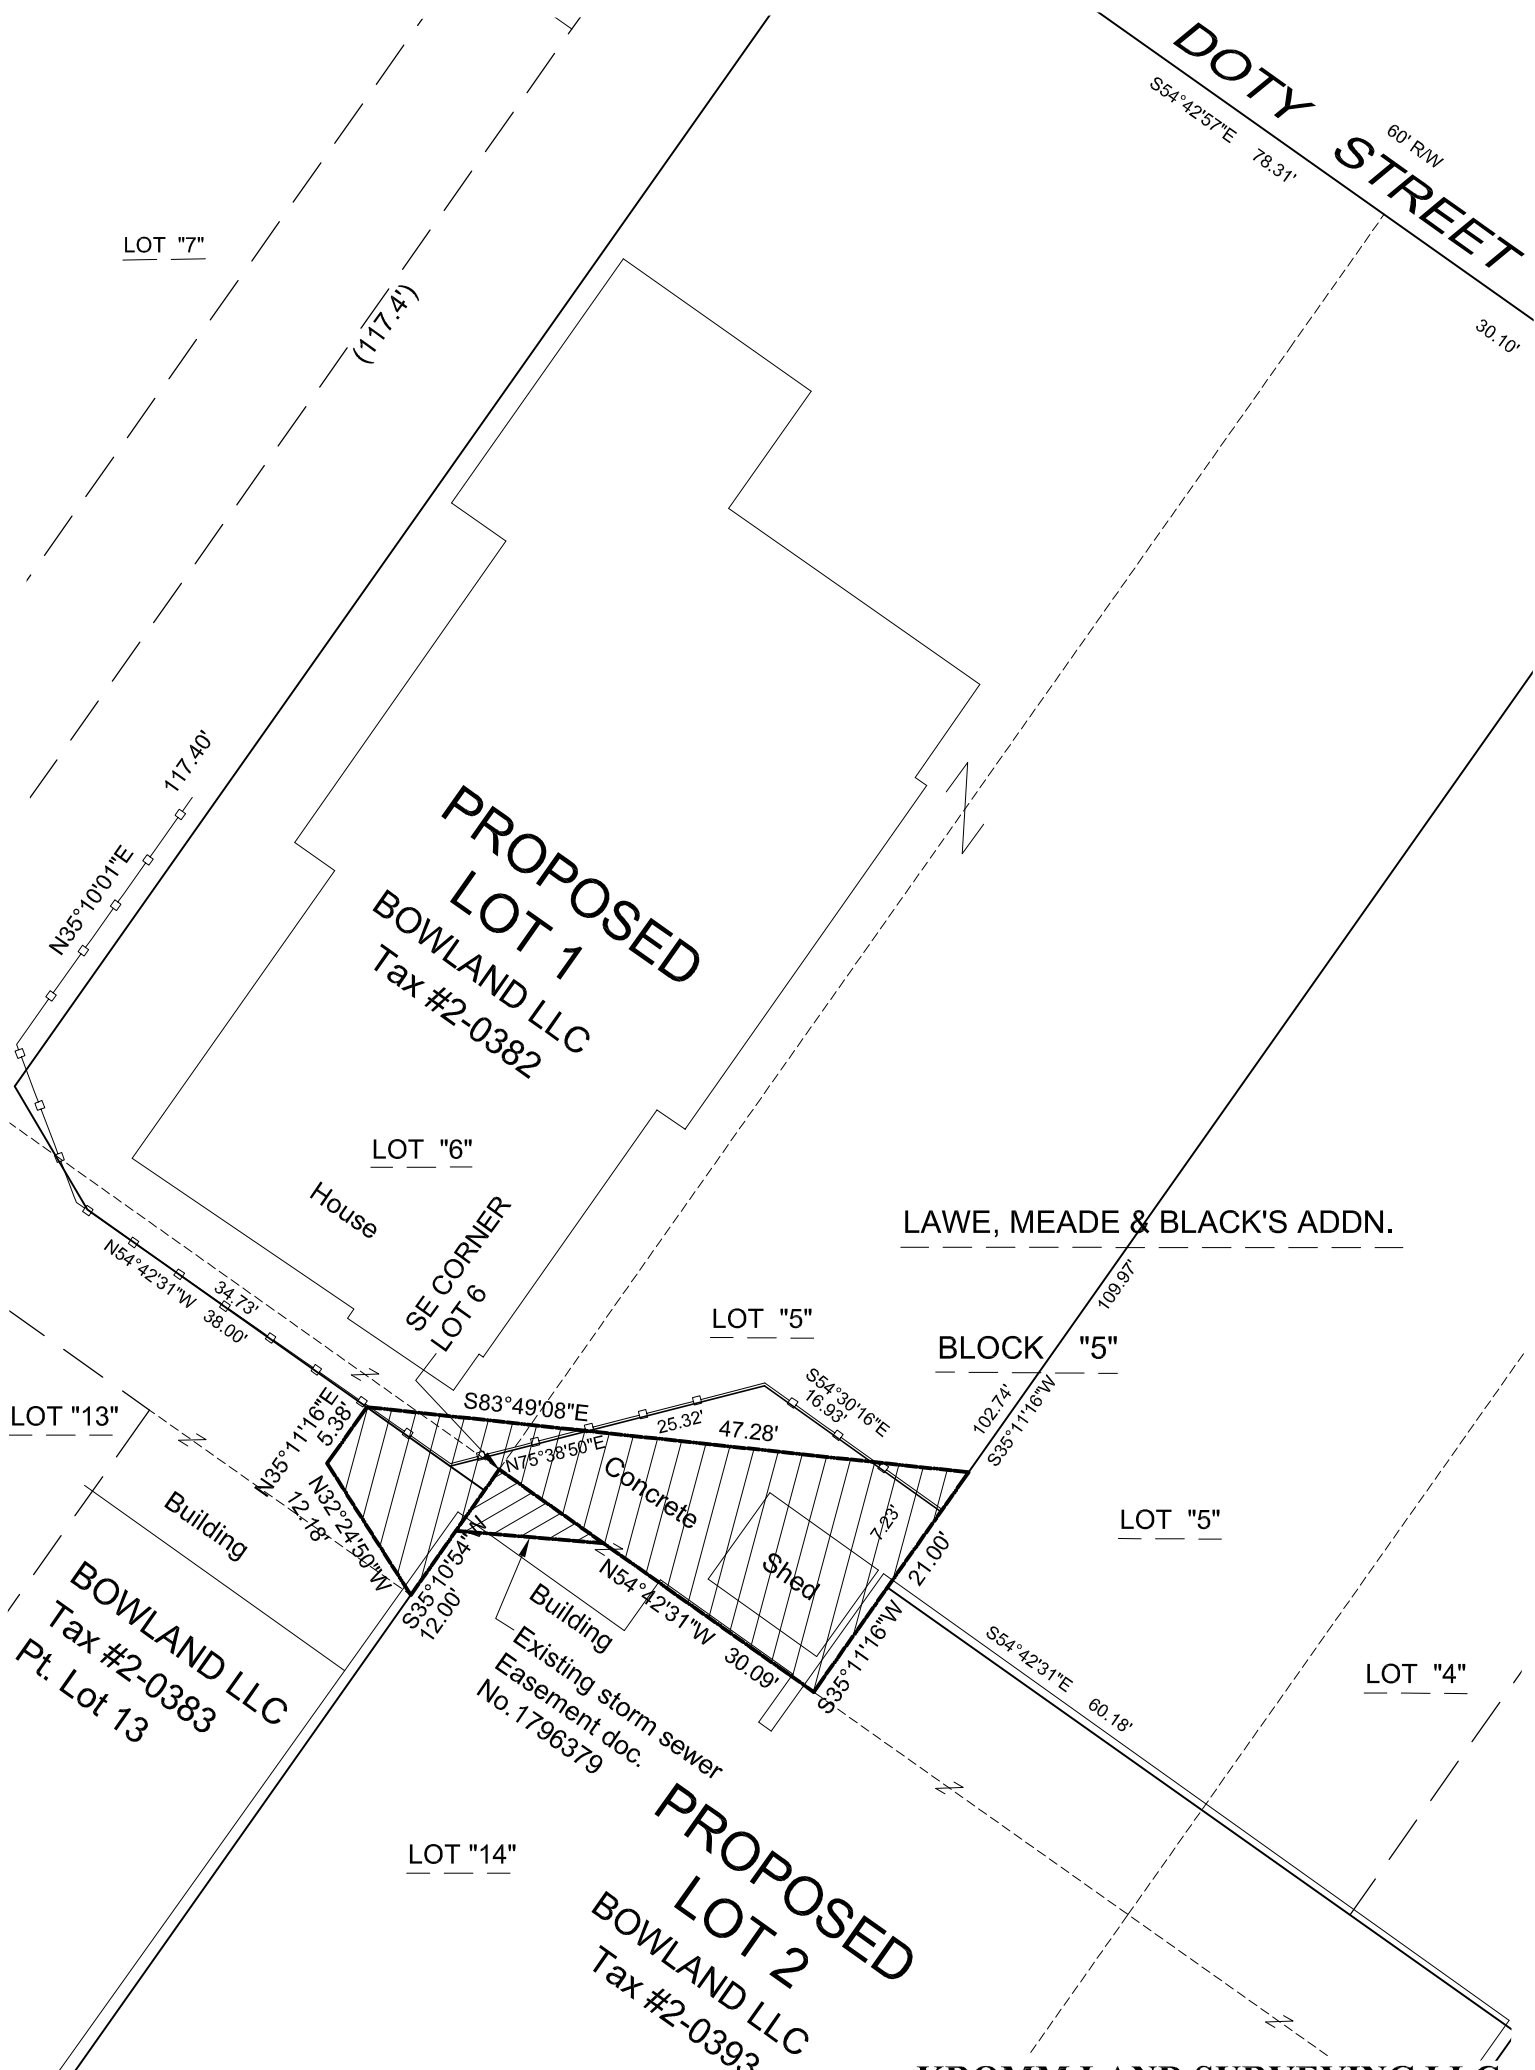 DOTY STREET
60' R/W
S54°42'57"E 78.31'
30.10'
LOT "7"
(117.4')
117.40'
N35°10'01"E
PROPOSED
LOT 1
BOWLAND LLC
Tax #2-0382
LOT "6"
House
SE CORNER
LOT 6
LAWE, MEADE & BLACK'S ADDN.
109.97'
LOT "5"
BLOCK "5"
N54°42'31"W 38.00'
34.73'
S54°30'16"E
16.93'
102.74'
S35°11'16"W
S83°49'08"E
47.28'
25.32'
N75°38'50"E
LOT "13"
N35°11'16"E
5.38'
N32°24'50"W
12.18'
Concrete
Shed
7.23'
21.00'
S35°11'16"W
LOT "5"
Building
S35°10'54"W
12.00'
N54°42'31"W 30.09'
Building
Existing storm sewer
Easement doc.
No.1796379
BOWLAND LLC
Tax #2-0383
Pt. Lot 13
S54°42'31"E 60.18'
LOT "4"
LOT "14"
PROPOSED
LOT 2
BOWLAND LLC
Tax #2-0393
KROMM LAND SURVEYING LLC